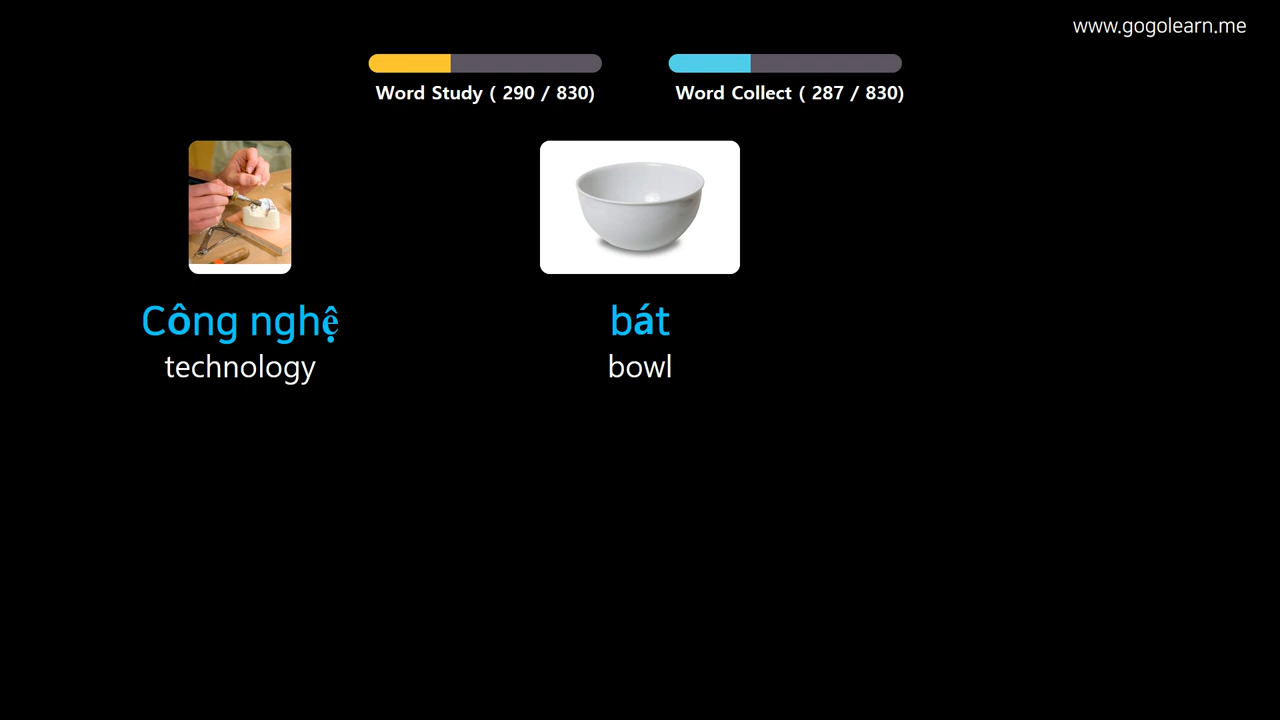 www.gogolearn.me
Word Study ( 290 / 830)
Word Collect ( 287 / 830)
Công nghệ
technology
bát
bowl